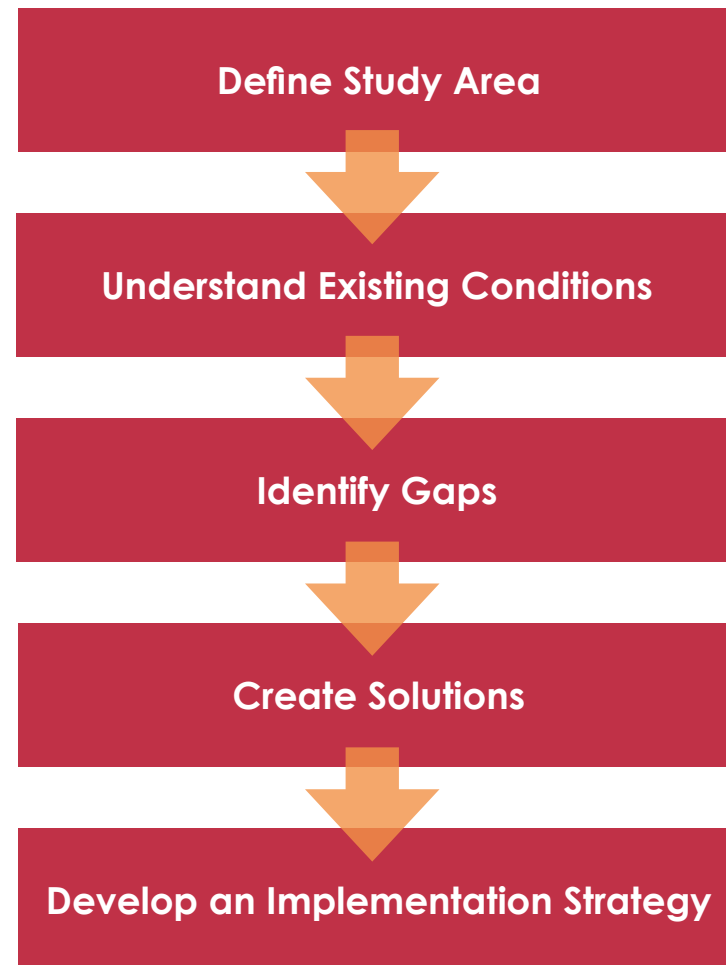 Define Study Area
Understand Existing Conditions
Identify Gaps
Create Solutions
Develop an Implementation Strategy